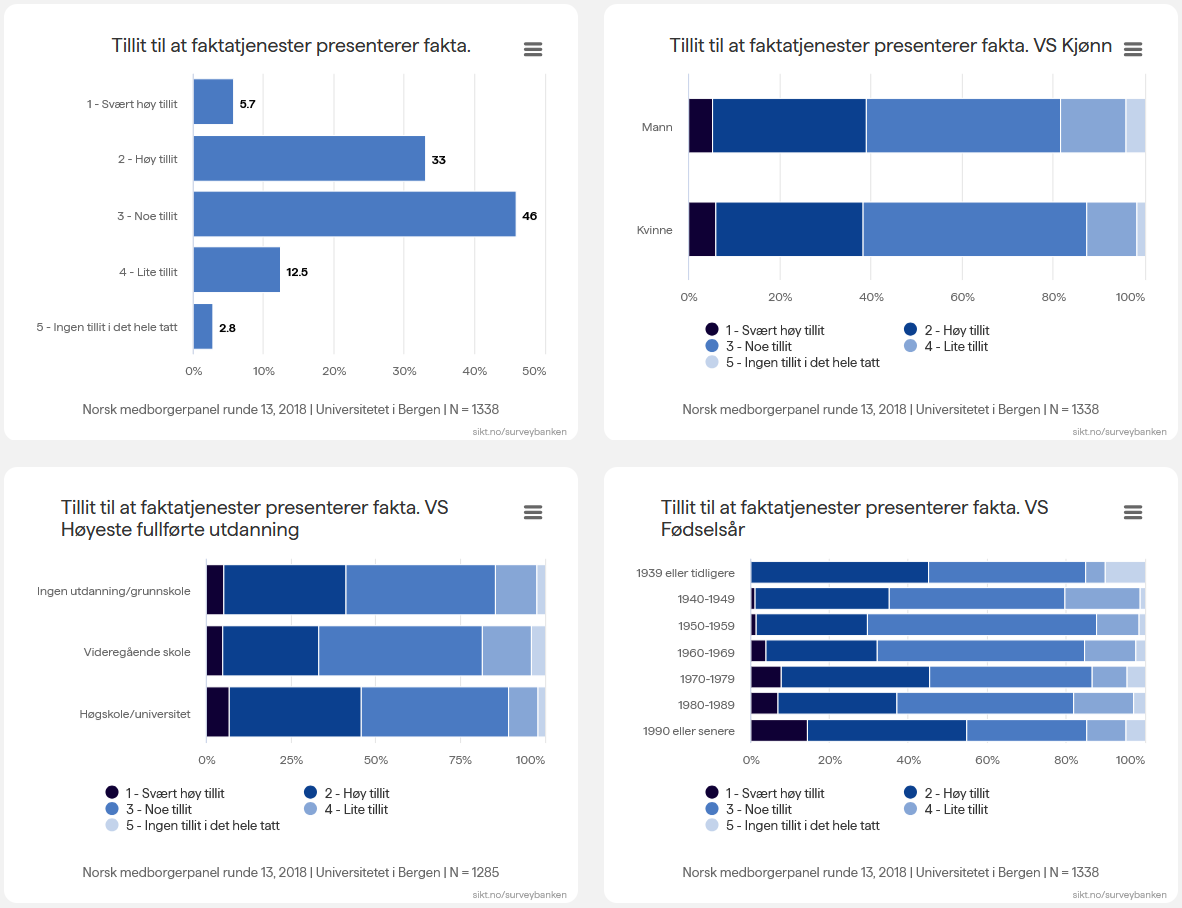 Tillit til at faktatjenester presenterer fakta.
1 - Svært høy tillit
5.7
2 - Høy tillit
33
3 - Noe tillit
46
4 - Lite tillit
12.5
5 - Ingen tillit i det hele tatt
2.8
0% 10% 20% 30% 40% 50%
Norsk medborgerpanel runde 13, 2018 | Universitetet i Bergen | N = 1338
sikt.no/surveybanken
Tillit til at faktatjenester presenterer fakta. VS Kjønn
Mann
Kvinne
0% 20% 40% 60% 80% 100%
1 - Svært høy tillit 2 - Høy tillit
3 - Noe tillit 4 - Lite tillit
5 - Ingen tillit i det hele tatt
Norsk medborgerpanel runde 13, 2018 | Universitetet i Bergen | N = 1338
sikt.no/surveybanken
Tillit til at faktatjenester presenterer fakta. VS
Høyeste fullførte utdanning
Ingen utdanning/grunnskole
Videregående skole
Høgskole/universitet
0% 25% 50% 75% 100%
1 - Svært høy tillit 2 - Høy tillit
3 - Noe tillit 4 - Lite tillit
5 - Ingen tillit i det hele tatt
Norsk medborgerpanel runde 13, 2018 | Universitetet i Bergen | N = 1285
sikt.no/surveybanken
Tillit til at faktatjenester presenterer fakta. VS
Fødselsår
1939 eller tidligere
1940-1949
1950-1959
1960-1969
1970-1979
1980-1989
1990 eller senere
0% 20% 40% 60% 80% 100%
1 - Svært høy tillit 2 - Høy tillit
3 - Noe tillit 4 - Lite tillit
5 - Ingen tillit i det hele tatt
Norsk medborgerpanel runde 13, 2018 | Universitetet i Bergen | N = 1338
sikt.no/surveybanken